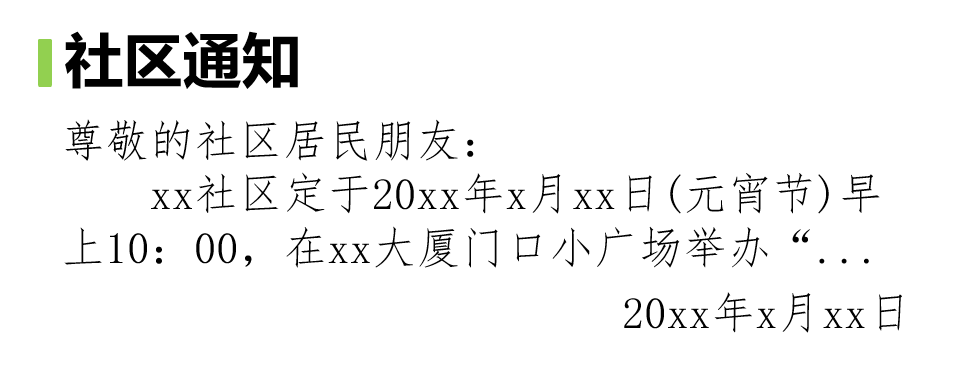 社区通知
尊敬的社区居民朋友：
xx社区定于20xx年x月xx日(元宵节)早
上10：00，在xx大厦门口小广场举办“...
20xx年x月xx日